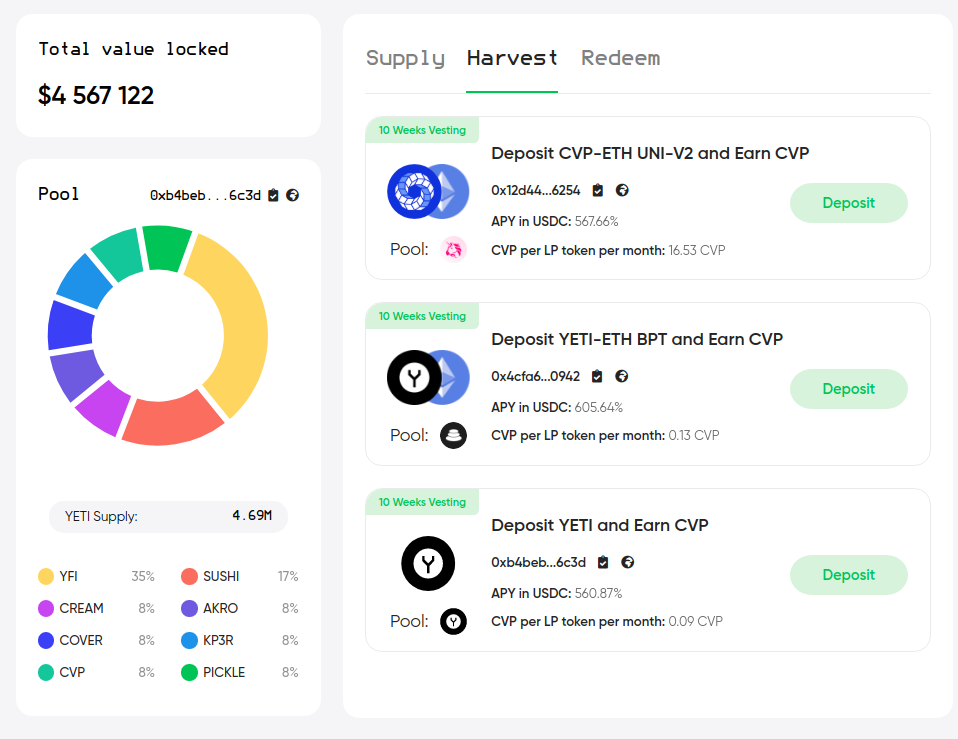 Total value locked
$4 567 122
Pool 0xb4beb...6c3d
YETI Supply: 4.69M
YFI 35% SUSHI 17%
CREAM 8% AKRO 8%
COVER 8% KP3R 8%
CVP 8% PICKLE 8%
Supply Harvest Redeem
10 Weeks Vesting
Deposit CVP-ETH UNI-V2 and Earn CVP
0x12d44...6254
Deposit
APY in USDC: 567.66%
Pool:
CVP per LP token per month: 16.53 CVP
10 Weeks Vesting
Deposit YETI-ETH BPT and Earn CVP
0x4cfa6...0942
Deposit
APY in USDC: 605.64%
Pool:
CVP per LP token per month: 0.13 CVP
10 Weeks Vesting
Deposit YETI and Earn CVP
0xb4beb...6c3d
Deposit
APY in USDC: 560.87%
Pool:
CVP per LP token per month: 0.09 CVP